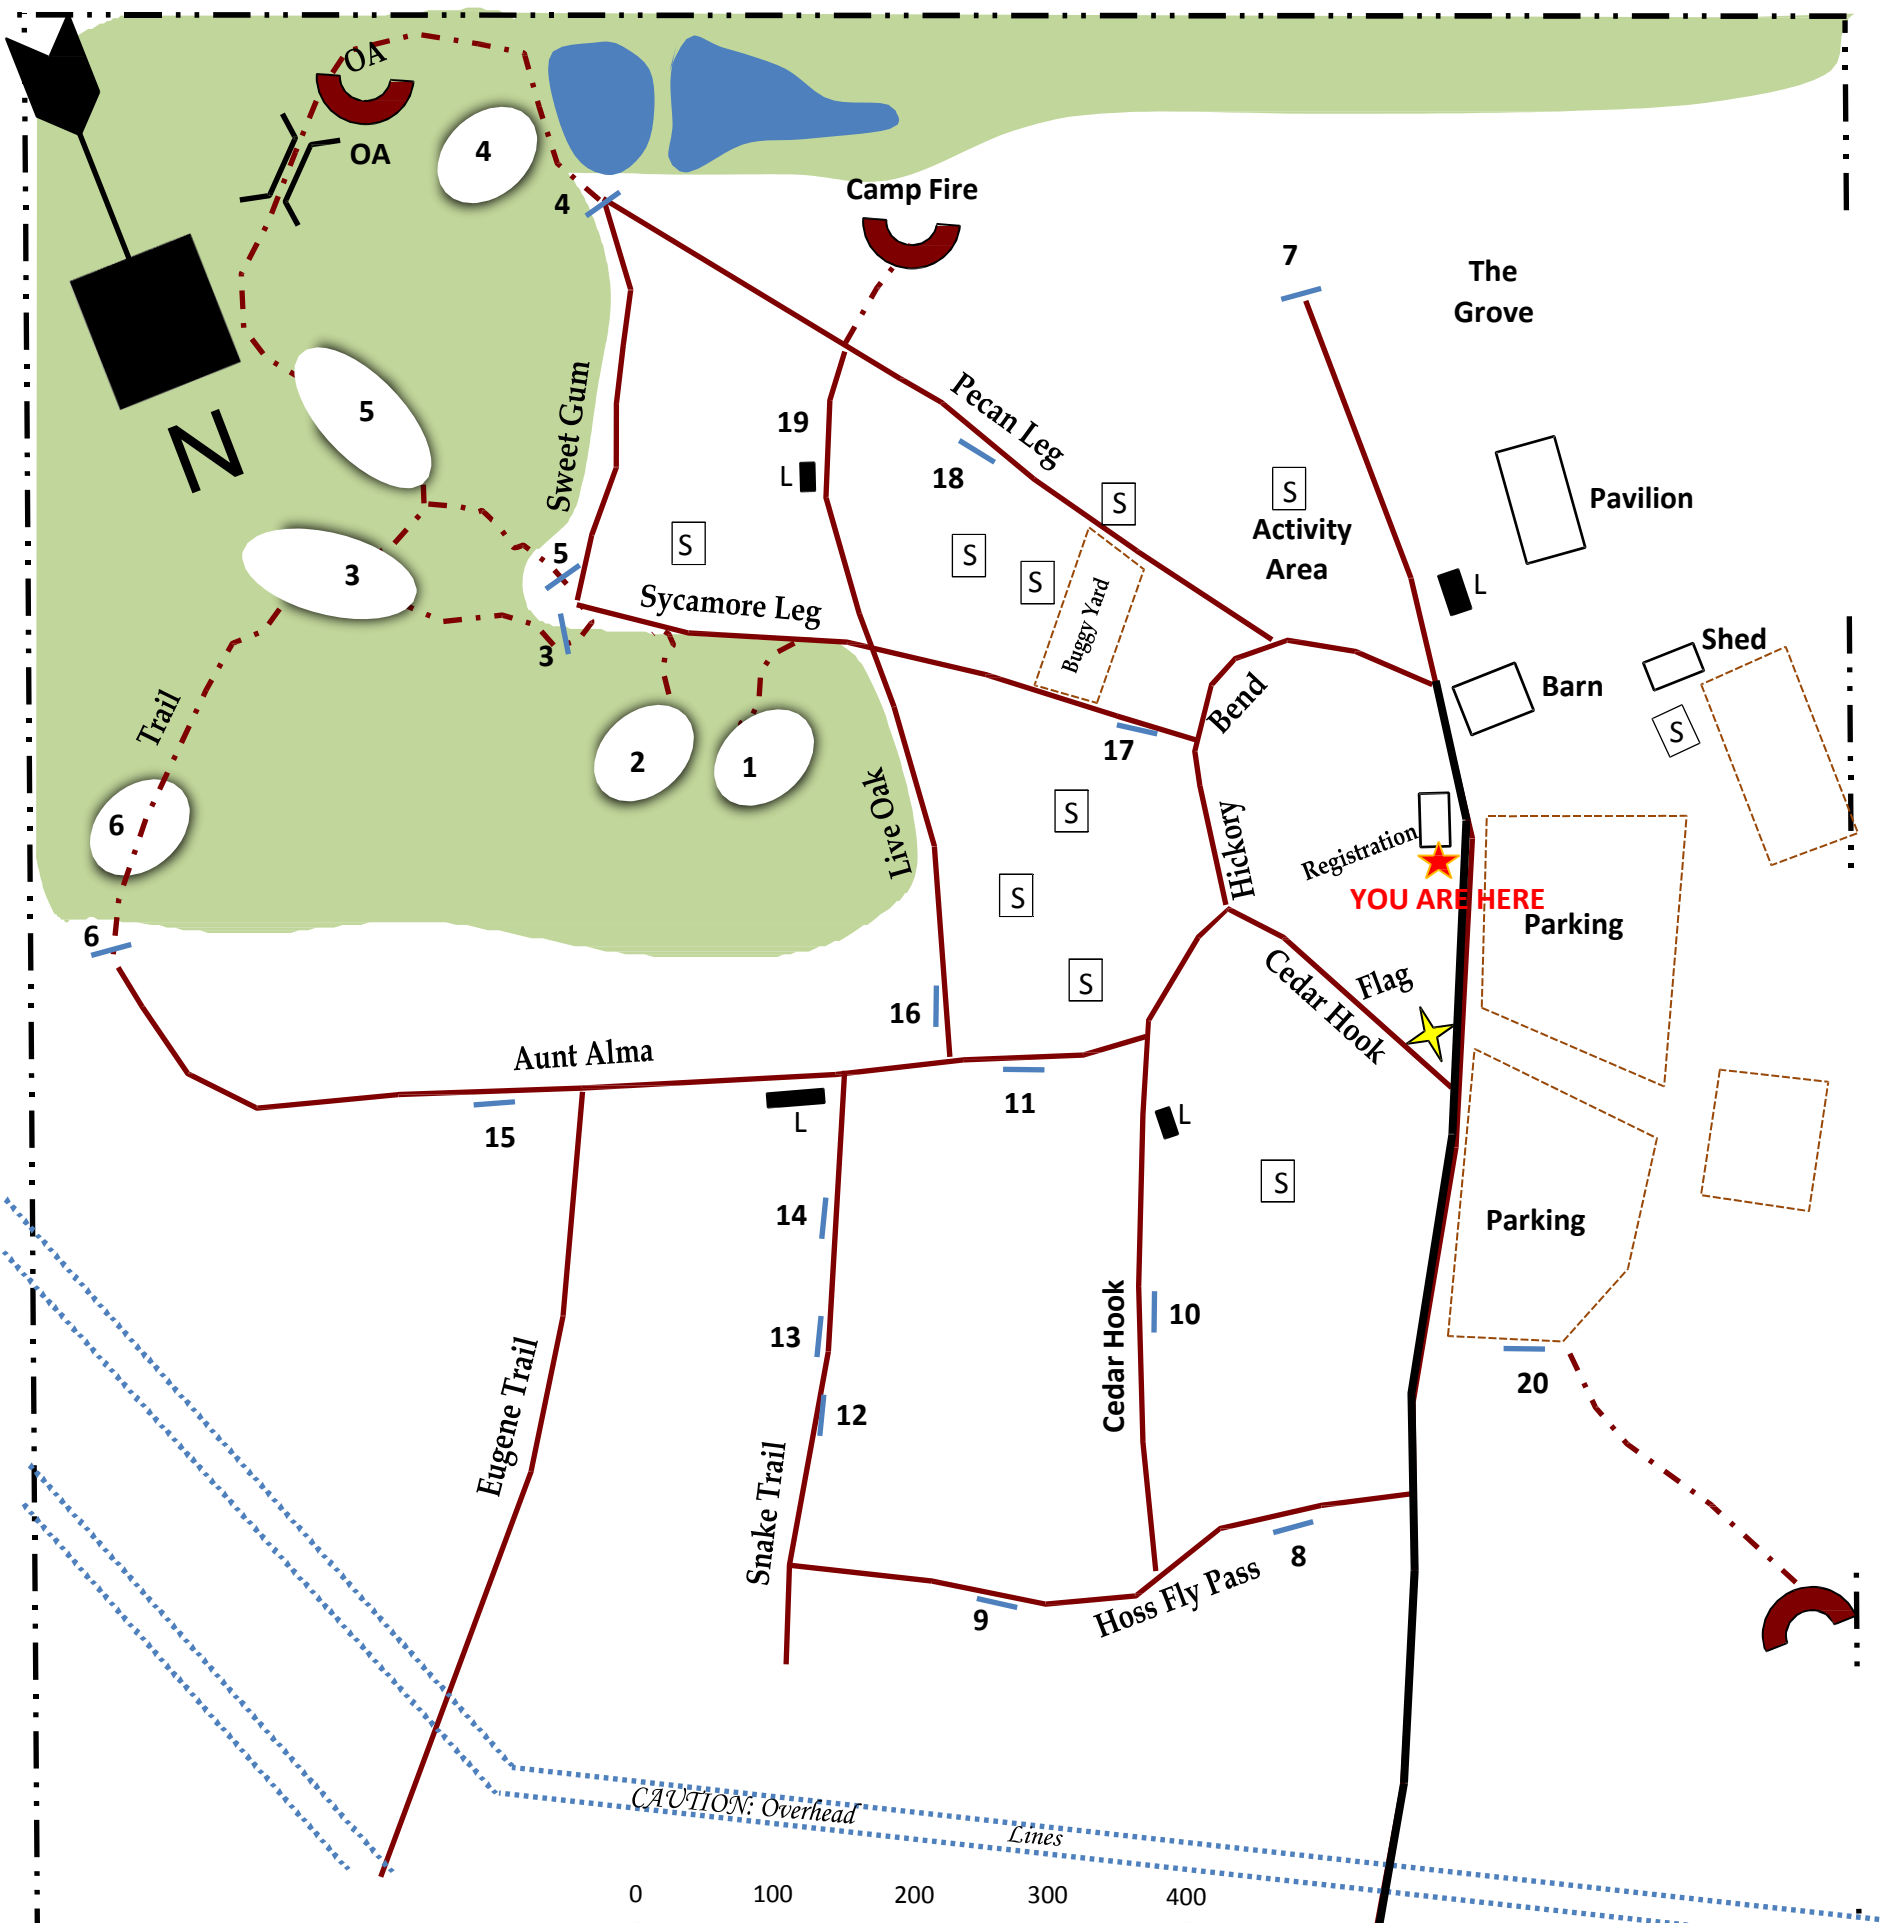 OA
OA
4
4
Camp Fire
7
The
Grove
N
5
Sweet Gum
19
L
Pecan Leg
18
S
S
Activity
Area
Pavilion
S
S
S
L
3
5
Sycamore Leg
Buggy Yard
3
Shed
Barn
S
Trail
2
1
Bend
17
6
Live Oak
S
Hickory
Registration
YOU ARE HERE
Parking
S
6
Cedar Hook
Flag
S
16
Aunt Alma
11
15
L
L
S
14
Parking
13
10
Cedar Hook
Eugene Trail
12
20
Snake Trail
8
9
Hoss Fly Pass
CAUTION: Overhead
Lines
0 100 200 300 400